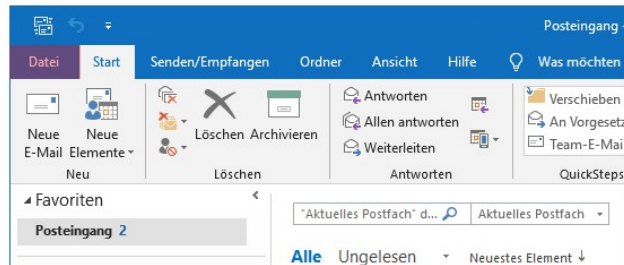 Posteingang -
Datei Start Senden/Empfangen Ordner Ansicht Hilfe Was möchten
Neue E-Mail
Neue Elemente
Löschen Archivieren
Antworten
Allen antworten
Weiterleiten
Verschieben
An Vorgesetz
Team-E-Mai
Neu Löschen Antworten QuickSteps
Favoriten
Posteingang 2
"Aktuelles Postfach" d... Aktuelles Postfach
Alle Ungelesen Neuestes Element ↓